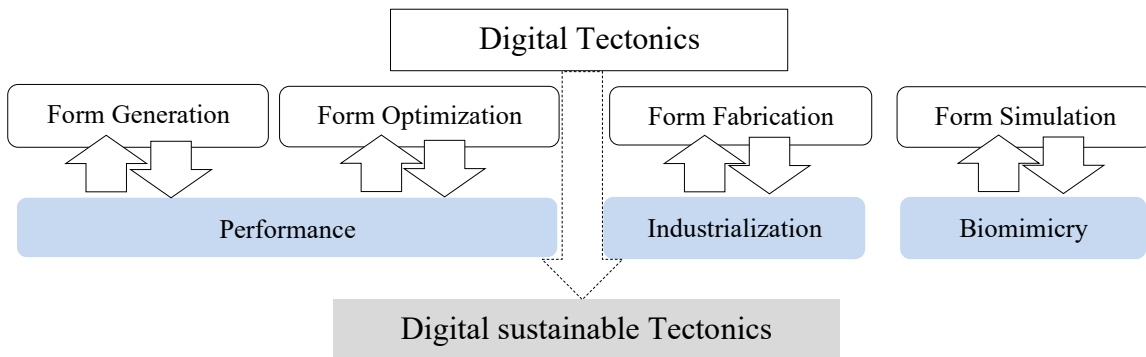 Digital Tectonics
Form Generation
Form Optimization
Form Fabrication
Form Simulation
Performance
Industrialization
Biomimicry
Digital sustainable Tectonics